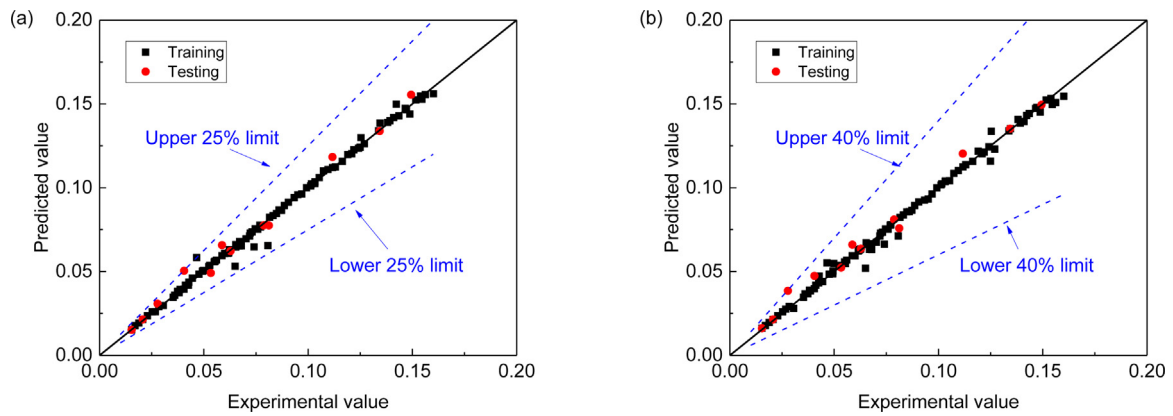 (a)
0.20
0.15
0.10
0.05
0.00
Predicted value
Training
Testing
Upper 25% limit
Lower 25% limit
0.00 0.05 0.10 0.15 0.20
Experimental value
(b)
0.20
0.15
0.10
0.05
0.00
Predicted value
Training
Testing
Upper 40% limit
Lower 40% limit
0.00 0.05 0.10 0.15 0.20
Experimental value